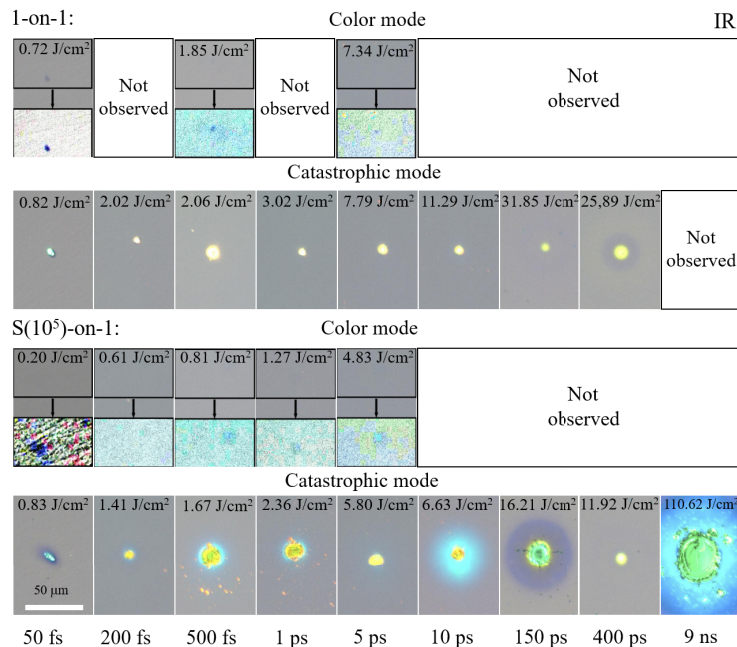 1-on-1: Color mode IR
0.72 J/cm² 1.85 J/cm² 7.34 J/cm²
Not observed Not observed Not observed
Catastrophic mode
0.82 J/cm² 2.02 J/cm² 2.06 J/cm² 3.02 J/cm² 7.79 J/cm² 11.29 J/cm² 31.85 J/cm² 25,89 J/cm²
Not observed
S(10⁵)-on-1: Color mode
0.20 J/cm² 0.61 J/cm² 0.81 J/cm² 1.27 J/cm² 4.83 J/cm²
Not observed
Catastrophic mode
0.83 J/cm² 1.41 J/cm² 1.67 J/cm² 2.36 J/cm² 5.80 J/cm² 6.63 J/cm² 16.21 J/cm² 11.92 J/cm² 110.62 J/cm²
50 μm
50 fs 200 fs 500 fs 1 ps 5 ps 10 ps 150 ps 400 ps 9 ns